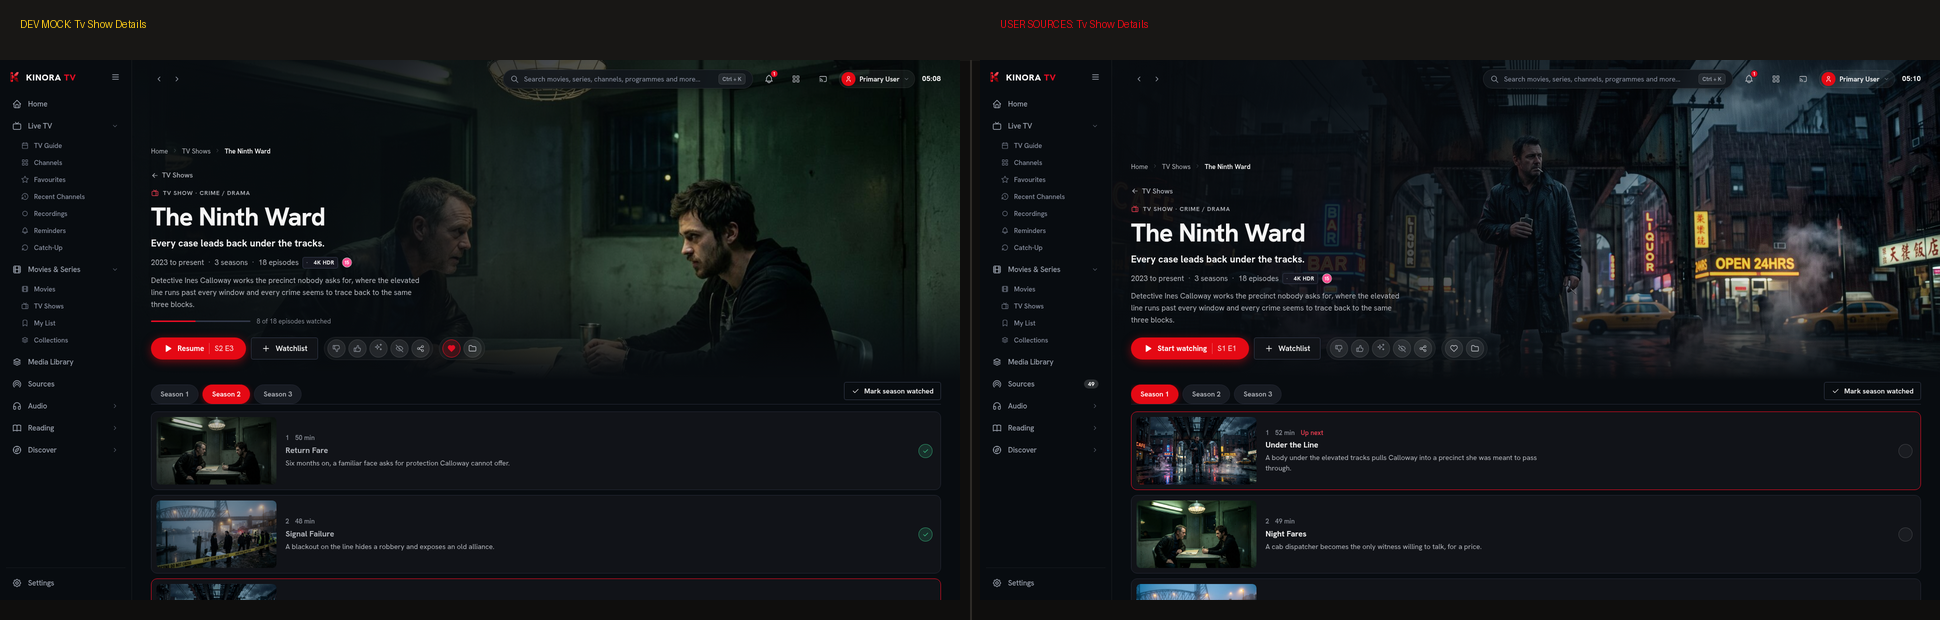 DEV MOCK: Tv Show Details
KINORA TV
Home
Live TV
TV Guide
Channels
Favourites
Recent Channels
Recordings
Reminders
Catch-Up
Movies & Series
Movies
TV Shows
My List
Collections
Media Library
Sources
Audio
Reading
Discover
Settings
Search movies, series, channels, programmes and more...
Ctrl + K
1
Primary User
05:08
Home
TV Shows
The Ninth Ward
TV Shows
TV SHOW · CRIME / DRAMA
The Ninth Ward
Every case leads back under the tracks.
2023 to present · 3 seasons · 18 episodes 4K HDR 15
Detective Ines Calloway works the precinct nobody asks for, where the elevated
line runs past every window and every crime seems to trace back to the same
three blocks.
8 of 18 episodes watched
Resume S2 E3
Watchlist
Season 1
Season 2
Season 3
Mark season watched
1 50 min
Return Fare
Six months on, a familiar face asks for protection Calloway cannot offer.
2 48 min
Signal Failure
A blackout on the line hides a robbery and exposes an old alliance.
USER SOURCES: Tv Show Details
KINORA TV
Home
Live TV
TV Guide
Channels
Favourites
Recent Channels
Recordings
Reminders
Catch-Up
Movies & Series
Movies
TV Shows
My List
Collections
Media Library
Sources 49
Audio
Reading
Discover
Settings
Search movies, series, channels, programmes and more...
Ctrl + K
1
Primary User
05:10
Home
TV Shows
The Ninth Ward
TV Shows
TV SHOW · CRIME / DRAMA
The Ninth Ward
Every case leads back under the tracks.
2023 to present · 3 seasons · 18 episodes 4K HDR 15
Detective Ines Calloway works the precinct nobody asks for, where the elevated
line runs past every window and every crime seems to trace back to the same
three blocks.
Start watching S1 E1
Watchlist
BAR
BAR
LIQUOR
LIQUOR
OPEN 24HRS
Season 1
Season 2
Season 3
Mark season watched
1 52 min Up next
Under the Line
A body under the elevated tracks pulls Calloway into a precinct she was meant to pass
through.
2 49 min
Night Fares
A cab dispatcher becomes the only witness willing to talk, for a price.